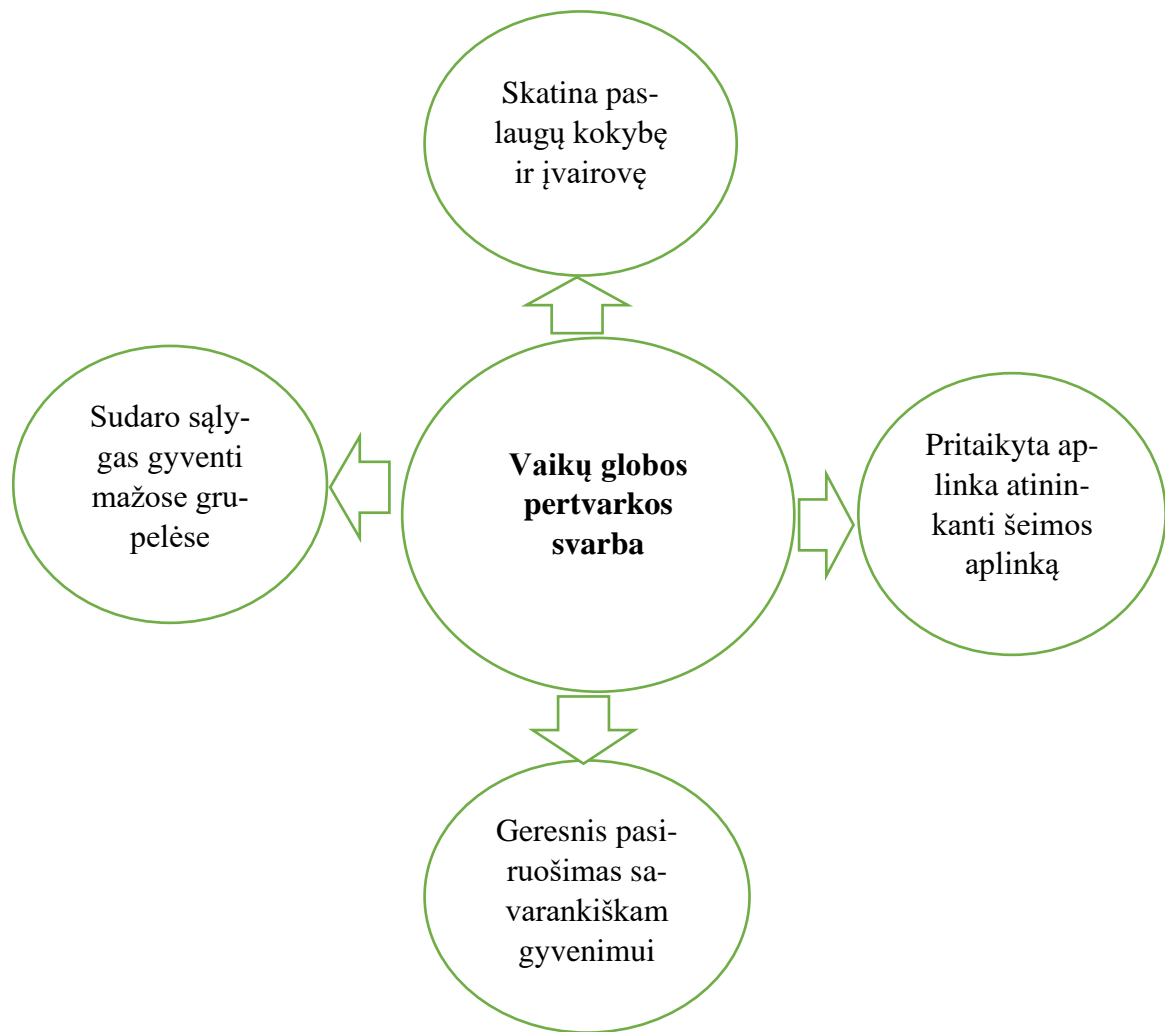 Skatina pas-
laugų kokybę
ir įvairovę
Sudaro sąly-
gas gyventi
mažose gru-
pelėse
Vaikų globos
pertvarkos
svarba
Pritaikyta ap-
linka atinin-
kanti šeimos
aplinką
Geresnis pasi-
ruošimas sa-
varankiškam
gyvenimui